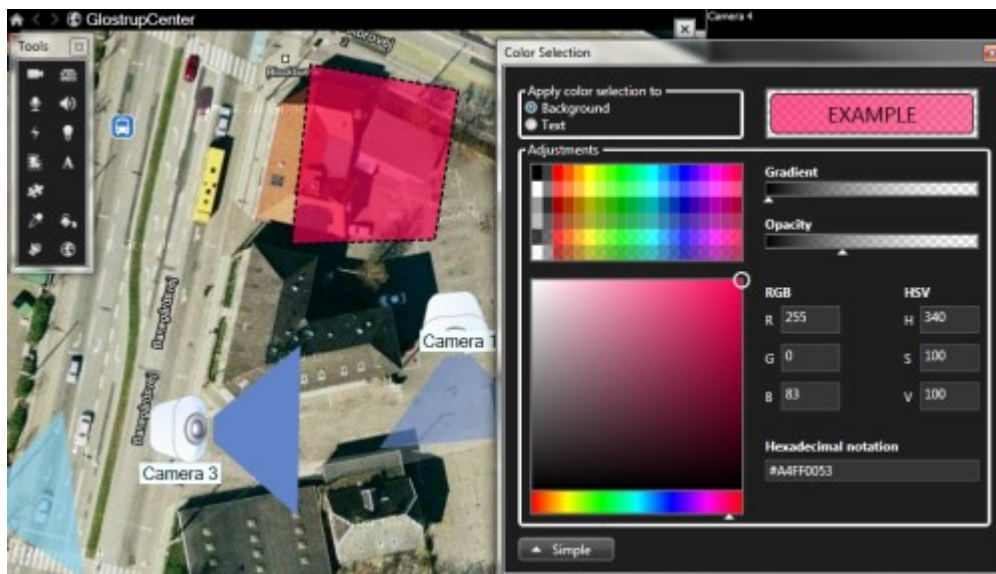 GlostrupCenter
Camera 4
Tools
Color Selection
Apply color selection to
Background
Text
EXAMPLE
Adjustments
Gradient
Opacity
RGB
HSV
R 255
H 340
G 0
S 100
B 83
V 100
Hexadecimal notation
#A4FF0053
Simple
A
Camera 1
Camera 3